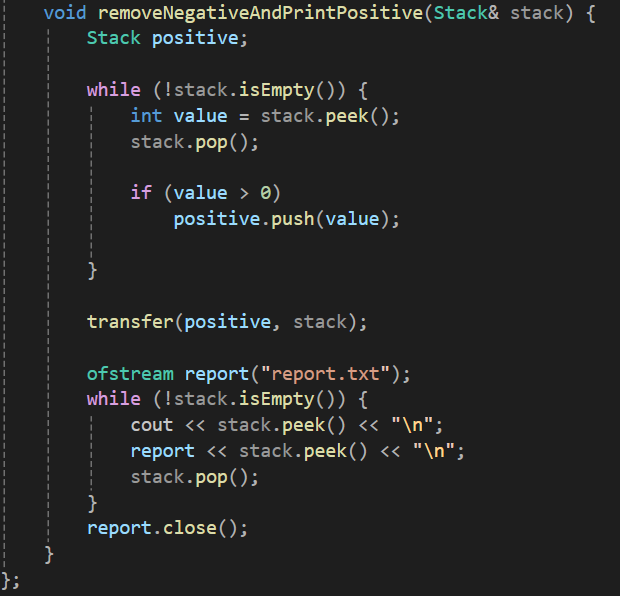 void removeNegativeAndPrintPositive(Stack& stack) {
Stack positive;
while (!stack.isEmpty()) {
int value = stack.peek();
stack.pop();
if (value > 0)
positive.push(value);
}
transfer(positive, stack);
ofstream report("report.txt");
while (!stack.isEmpty()) {
cout << stack.peek() << "\n";
report << stack.peek() << "\n";
stack.pop();
}
report.close();
}
};